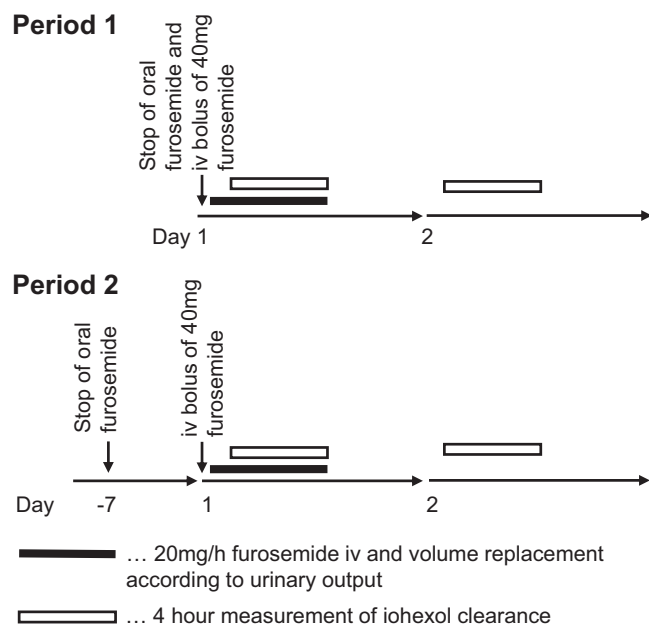 Period 1
Stop of oral
furosemide and
iv bolus of 40mg
furosemide
Day 1
2
Period 2
Stop of oral
furosemide
iv bolus of 40mg
furosemide
Day -7 1 2
… 20mg/h furosemide iv and volume replacement
according to urinary output
… 4 hour measurement of iohexol clearance